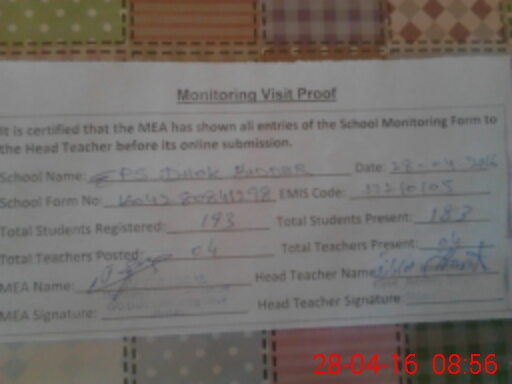 Monitoring Visit Proof
It is certified that the MEA has shown all entries of the School Monitoring Form to
the Head Teacher before its online submission.
School Name: Date: 28-04-2016
School Form No: EMIS Code:
Total Students Registered: 193 Total Students Present: 183
Total Teachers Posted: 04 Total Teachers Present: 04
MEA Name: Head Teacher Name
MEA Signature: Head Teacher Signature
28-04-16 08:56